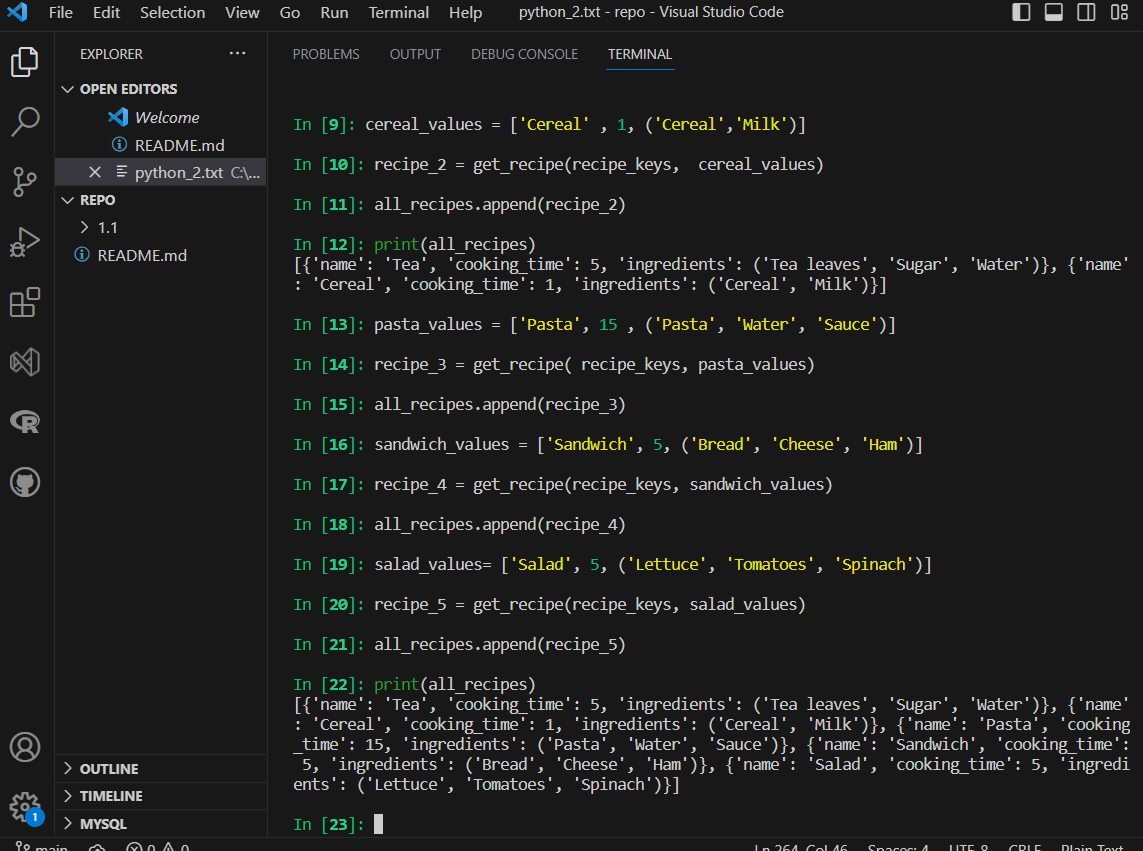 File Edit Selection View Go Run Terminal Help python_2.txt - repo - Visual Studio Code
EXPLORER ···
OPEN EDITORS
Welcome
README.md
python_2.txt C:\...
REPO
1.1
README.md
OUTLINE
TIMELINE
MYSQL
1
PROBLEMS OUTPUT DEBUG CONSOLE TERMINAL
In [9]: cereal_values = ['Cereal' , 1, ('Cereal','Milk')]
In [10]: recipe_2 = get_recipe(recipe_keys,  cereal_values)
In [11]: all_recipes.append(recipe_2)
In [12]: print(all_recipes)
[{'name': 'Tea', 'cooking_time': 5, 'ingredients': ('Tea leaves', 'Sugar', 'Water')}, {'name'
: 'Cereal', 'cooking_time': 1, 'ingredients': ('Cereal', 'Milk')}]
In [13]: pasta_values = ['Pasta', 15 , ('Pasta', 'Water', 'Sauce')]
In [14]: recipe_3 = get_recipe( recipe_keys, pasta_values)
In [15]: all_recipes.append(recipe_3)
In [16]: sandwich_values = ['Sandwich', 5, ('Bread', 'Cheese', 'Ham')]
In [17]: recipe_4 = get_recipe(recipe_keys, sandwich_values)
In [18]: all_recipes.append(recipe_4)
In [19]: salad_values= ['Salad', 5, ('Lettuce', 'Tomatoes', 'Spinach')]
In [20]: recipe_5 = get_recipe(recipe_keys, salad_values)
In [21]: all_recipes.append(recipe_5)
In [22]: print(all_recipes)
[{'name': 'Tea', 'cooking_time': 5, 'ingredients': ('Tea leaves', 'Sugar', 'Water')}, {'name'
: 'Cereal', 'cooking_time': 1, 'ingredients': ('Cereal', 'Milk')}, {'name': 'Pasta', 'cooking
_time': 15, 'ingredients': ('Pasta', 'Water', 'Sauce')}, {'name': 'Sandwich', 'cooking_time':
 5, 'ingredients': ('Bread', 'Cheese', 'Ham')}, {'name': 'Salad', 'cooking_time': 5, 'ingredi
ents': ('Lettuce', 'Tomatoes', 'Spinach')}]
In [23]:
main 0 0 Ln 264, Col 46 Spaces: 4 UTF-8 CRLF Plain Text